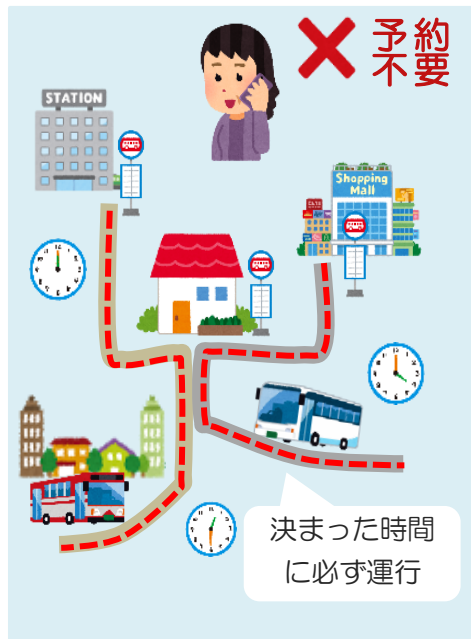 予約
不要
STATION
Shopping
Mall
決まった時間
に必ず運行